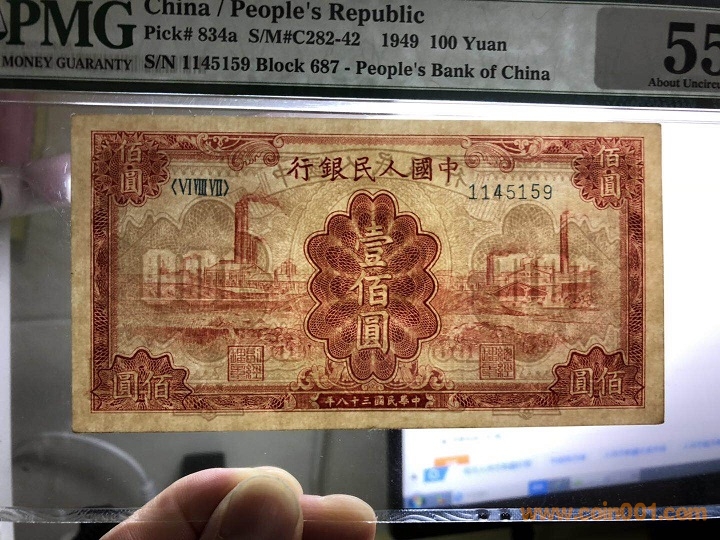 PMG
MONEY GUARANTY
China / People's Republic
Pick# 834a S/M#C282-42 1949 100 Yuan
S/N 1145159 Block 687 - People's Bank of China
55
About Uncirc
佰圓
行銀民人國中
佰圓
〈VI VIII VII〉
1145159
壹佰圓
圓佰
年八十三國民華中
圓佰
www.coin001.com